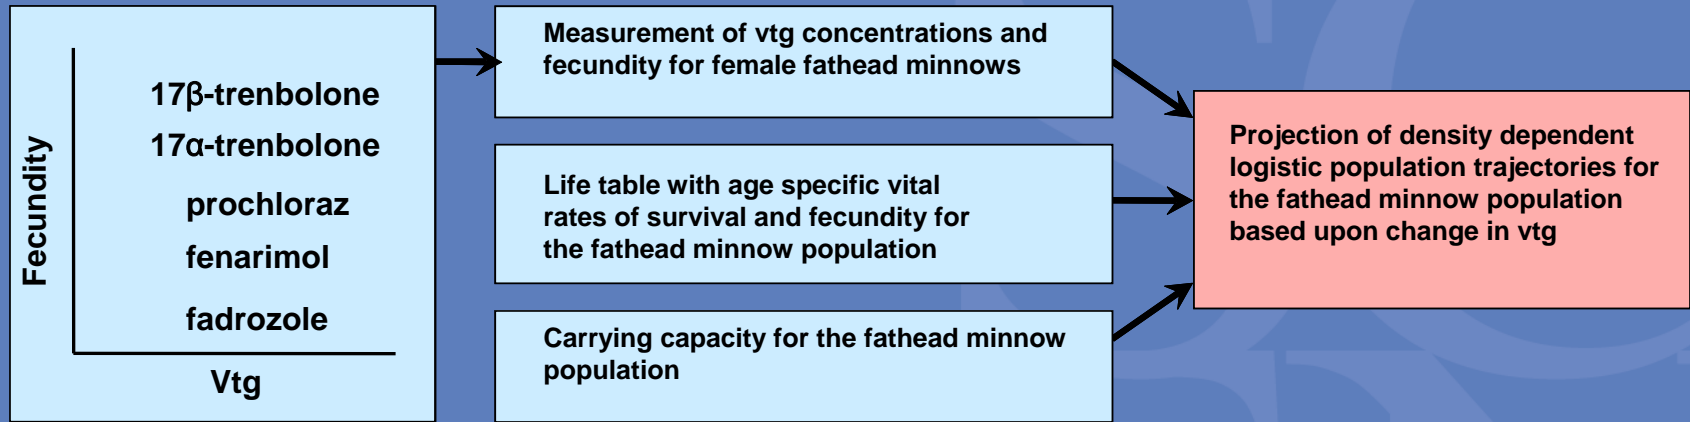 Fecundity
17β-trenbolone
17α-trenbolone
prochloraz
fenarimol
fadrozole
Vtg
Measurement of vtg concentrations and
fecundity for female fathead minnows
Life table with age specific vital
rates of survival and fecundity for
the fathead minnow population
Carrying capacity for the fathead minnow
population
Projection of density dependent
logistic population trajectories for
the fathead minnow population
based upon change in vtg